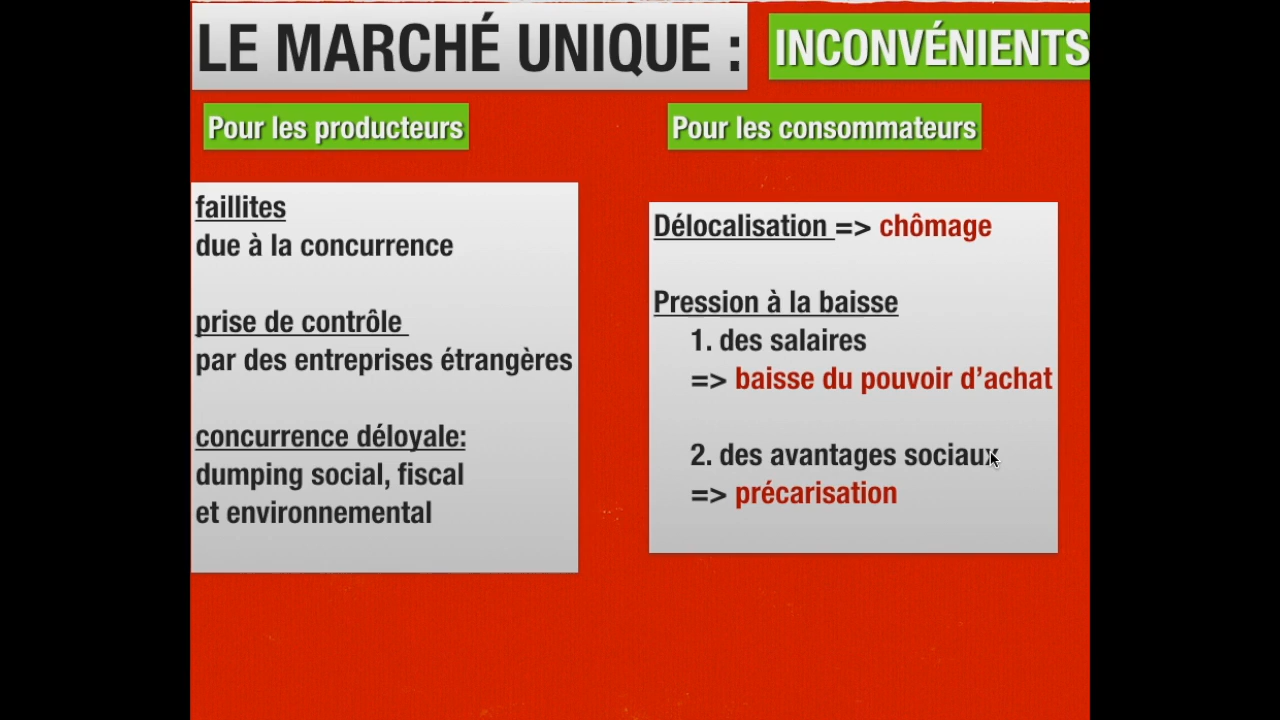 LE MARCHÉ UNIQUE :
INCONVÉNIENTS
Pour les producteurs
faillites
due à la concurrence
prise de contrôle
par des entreprises étrangères
concurrence déloyale:
dumping social, fiscal
et environnemental
Pour les consommateurs
Délocalisation => chômage
Pression à la baisse
1. des salaires
=> baisse du pouvoir d’achat
2. des avantages sociaux
=> précarisation